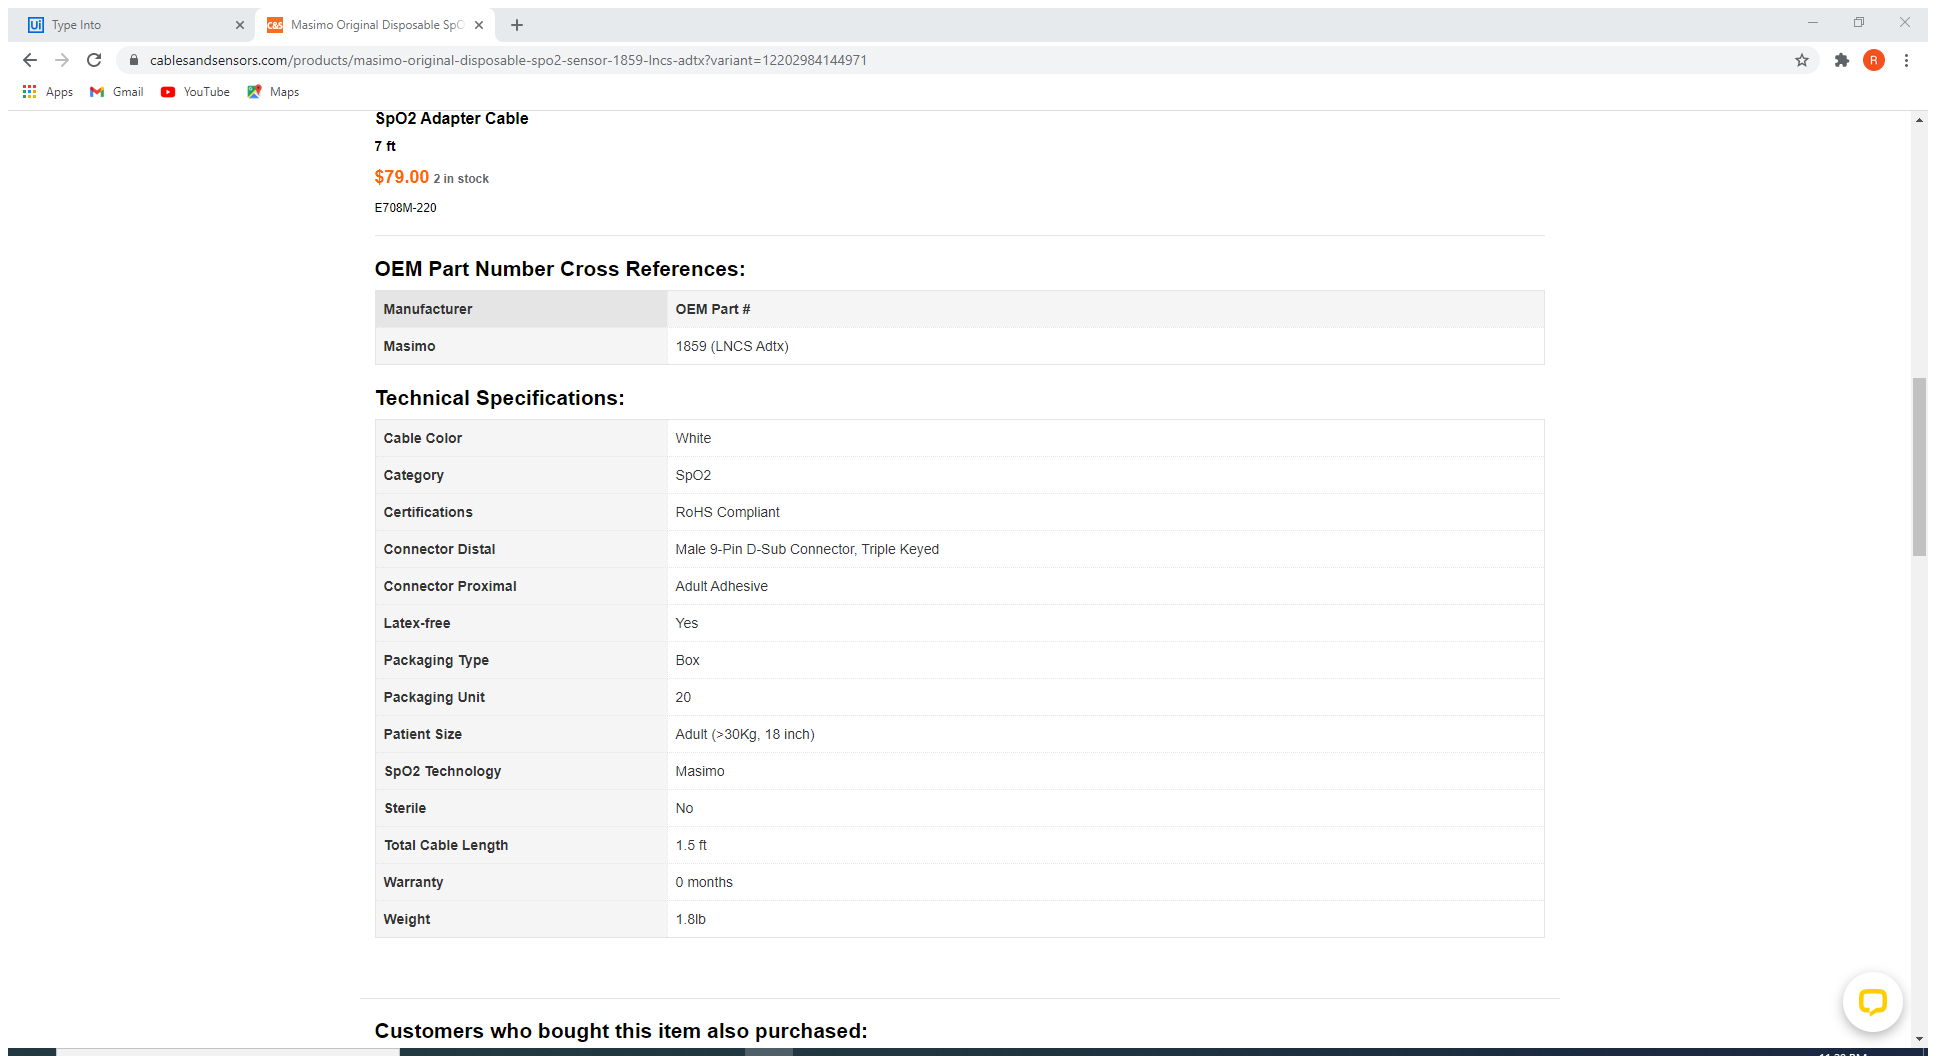 Type Into
Masimo Original Disposable SpO
cablesandsensors.com/products/masimo-original-disposable-spo2-sensor-1859-lncs-adtx?variant=12202984144971
R
Apps Gmail YouTube Maps
SpO2 Adapter Cable
7 ft
$79.00 2 in stock
E708M-220
OEM Part Number Cross References:
Manufacturer OEM Part #
Masimo 1859 (LNCS Adtx)
Technical Specifications:
Cable Color White
Category SpO2
Certifications RoHS Compliant
Connector Distal Male 9-Pin D-Sub Connector, Triple Keyed
Connector Proximal Adult Adhesive
Latex-free Yes
Packaging Type Box
Packaging Unit 20
Patient Size Adult (>30Kg, 18 inch)
SpO2 Technology Masimo
Sterile No
Total Cable Length 1.5 ft
Warranty 0 months
Weight 1.8lb
Customers who bought this item also purchased: